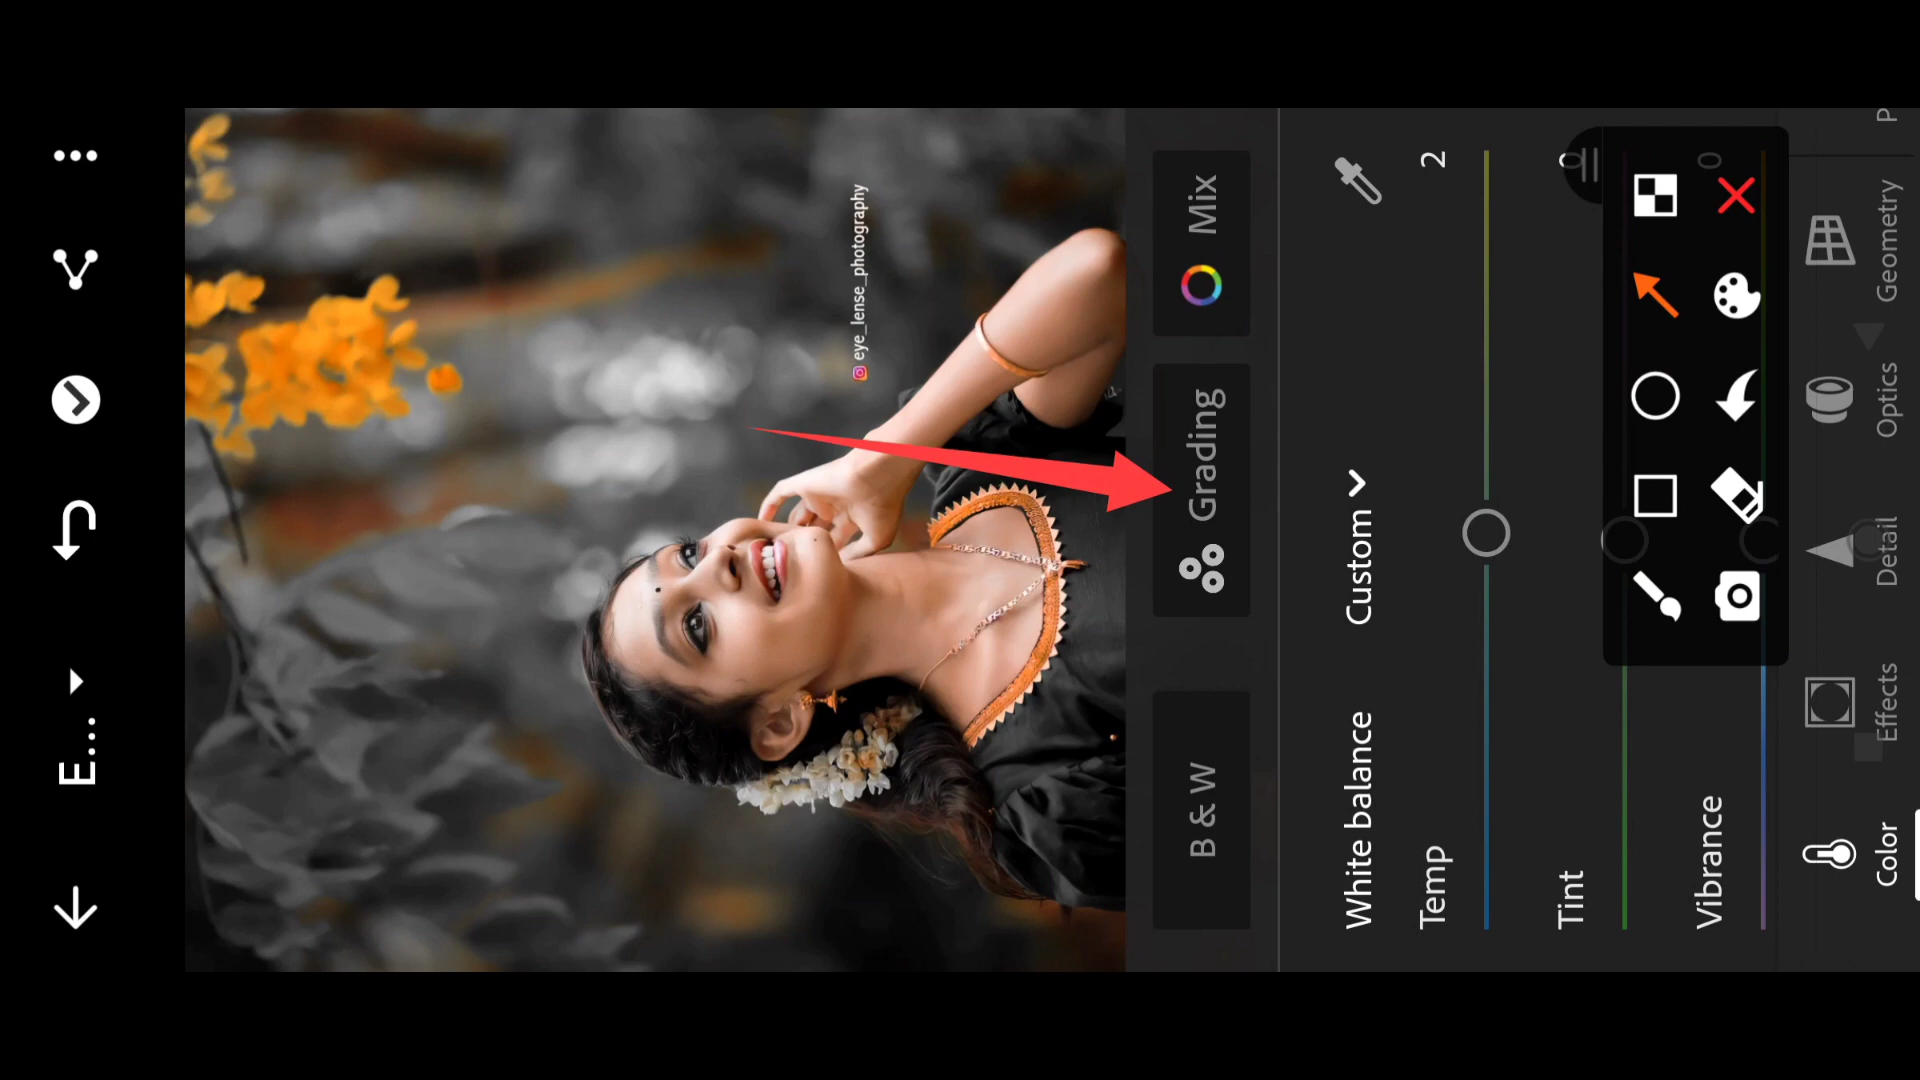 E...
eye_lense_photography
B & W
Grading
Mix
White balance
Custom
Temp
2
Tint
Vibrance
0
Color
Effects
Detail
Optics
Geometry
P